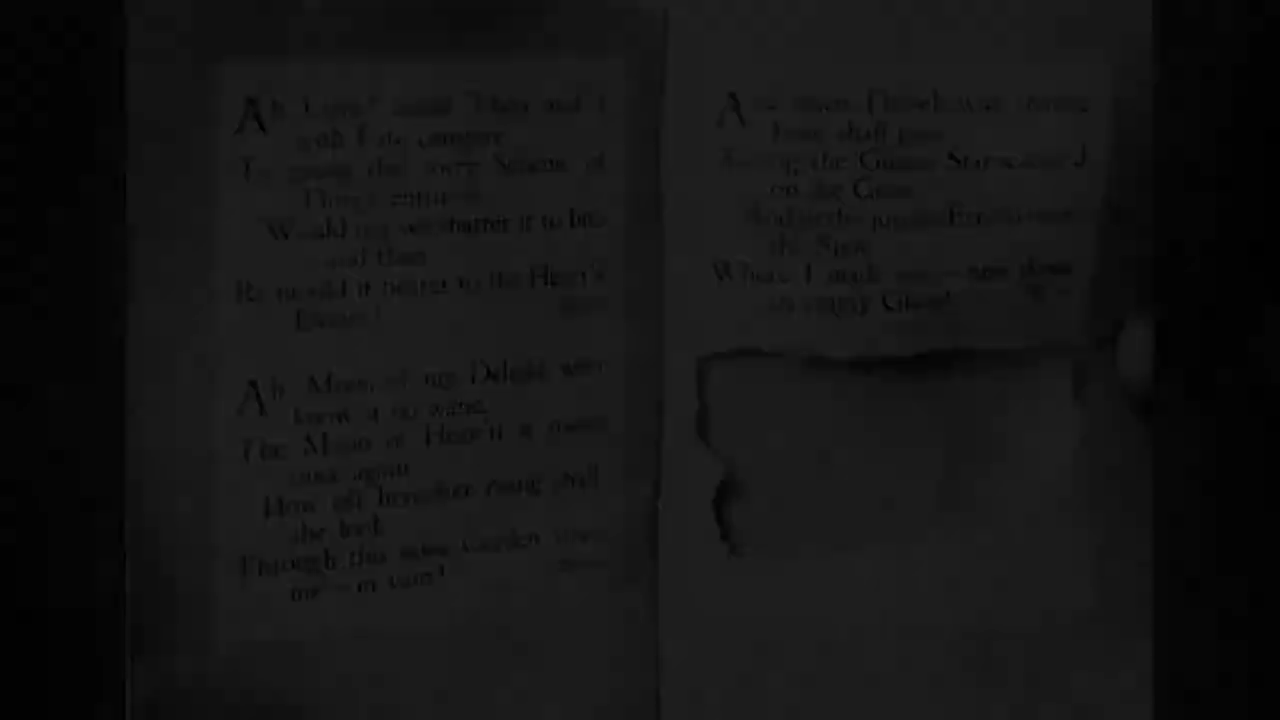 Ah Love! could Thou and I
with Fate conspire
To grasp this sorry Scheme of
Things entire,
Would not we shatter it to bits
and then
Re mould it nearer to the Heart's
Desire!
Ah, Moon of my Delight who
know'st no wane,
The Moon of Heav'n is rising
once again
How oft hereafter rising shall
she look
Through this same Garden after
me—in vain!
And when Thyself with shining
Foot shall pass
Among the Guests Star-scatter'd
on the Grass
And in the
the Spot
Where I made one—turn down
an empty Glass!